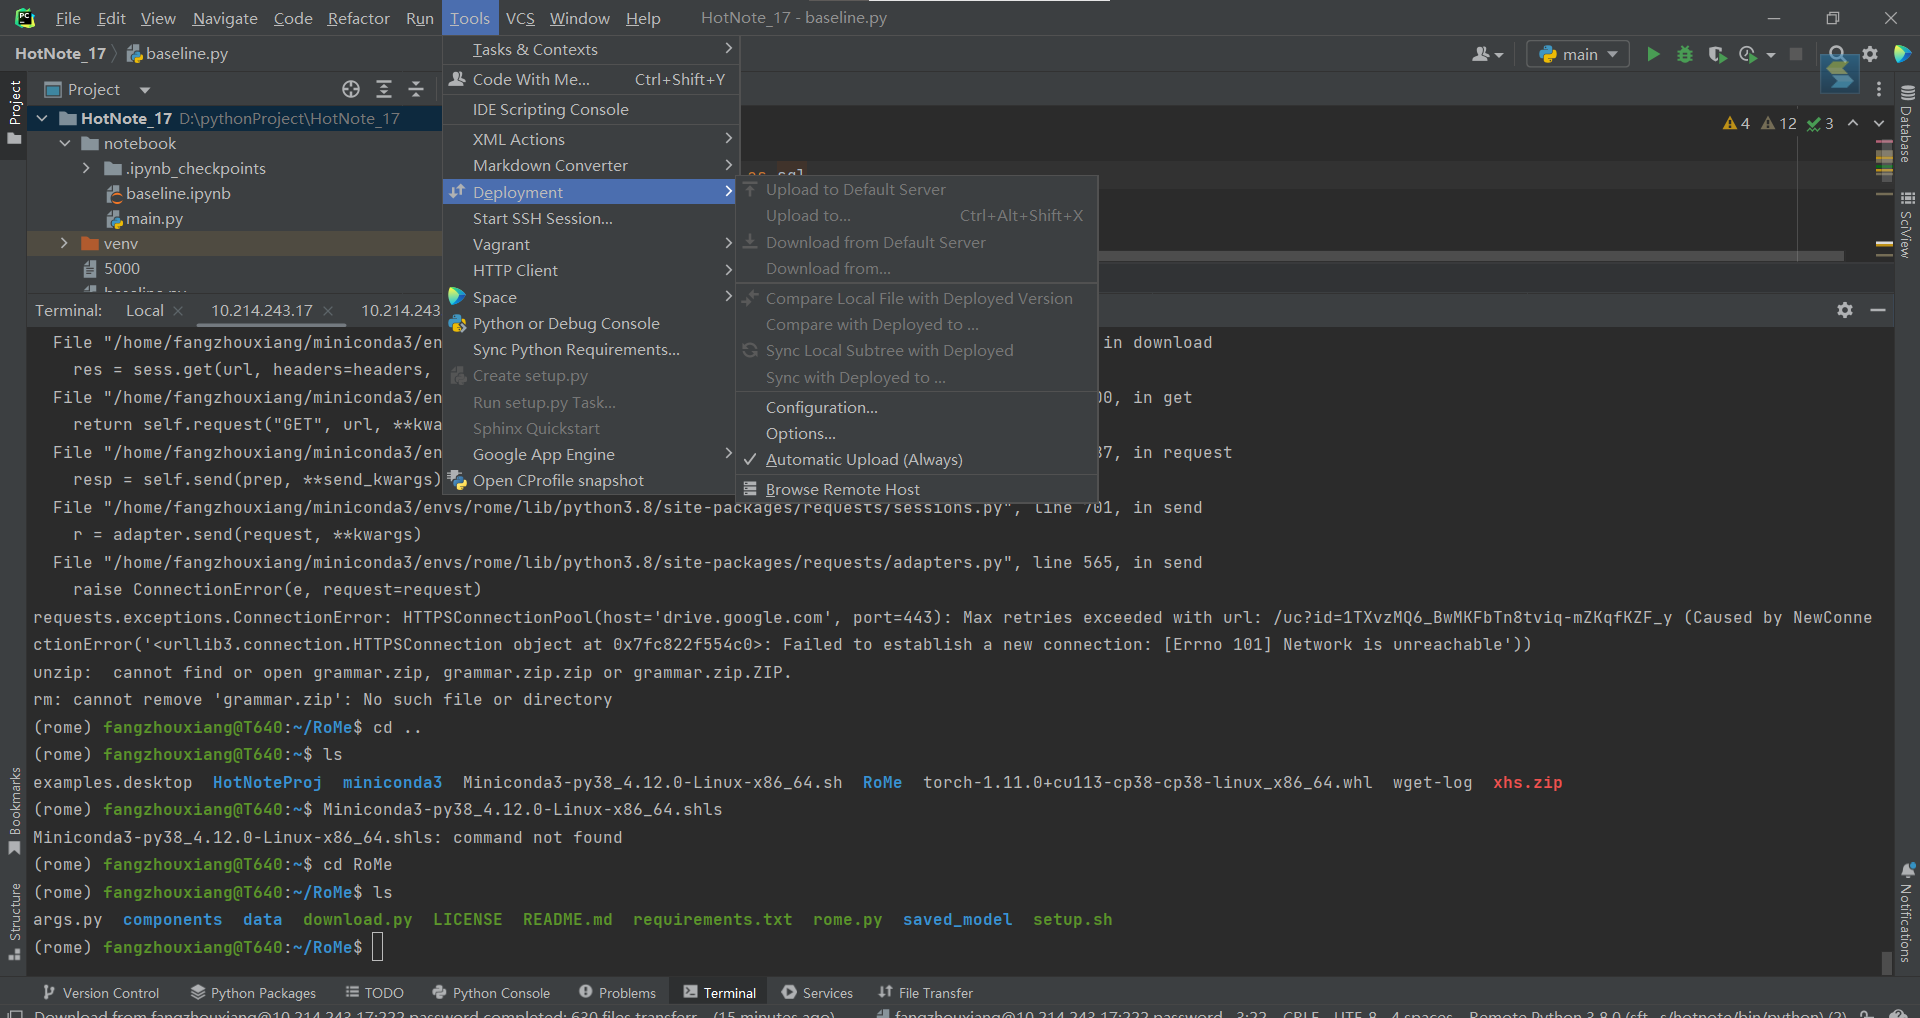 File Edit View Navigate Code Refactor Run Tools VCS Window Help HotNote_17 - baseline.py
HotNote_17 baseline.py
main
Project
HotNote_17 D:\pythonProject\HotNote_17
notebook
.ipynb_checkpoints
baseline.ipynb
main.py
venv
5000
baseline.py
Tasks & Contexts
Code With Me... Ctrl+Shift+Y
IDE Scripting Console
XML Actions
Markdown Converter
Deployment
Start SSH Session...
Vagrant
HTTP Client
Space
Python or Debug Console
Sync Python Requirements...
Create setup.py
Run setup.py Task...
Sphinx Quickstart
Google App Engine
Open CProfile snapshot
Upload to Default Server
Upload to... Ctrl+Alt+Shift+X
Download from Default Server
Download from...
Compare Local File with Deployed Version
Compare with Deployed to ...
Sync Local Subtree with Deployed
Sync with Deployed to ...
Configuration...
Options...
Automatic Upload (Always)
Browse Remote Host
as sql
4 12 3
Terminal: Local 10.214.243.17 10.214.243
File "/home/fangzhouxiang/miniconda3/en in download
res = sess.get(url, headers=headers,
File "/home/fangzhouxiang/miniconda3/en 00, in get
return self.request("GET", url, **kwa
File "/home/fangzhouxiang/miniconda3/en 37, in request
resp = self.send(prep, **send_kwargs)
File "/home/fangzhouxiang/miniconda3/envs/rome/lib/python3.8/site-packages/requests/sessions.py", line 701, in send
r = adapter.send(request, **kwargs)
File "/home/fangzhouxiang/miniconda3/envs/rome/lib/python3.8/site-packages/requests/adapters.py", line 565, in send
raise ConnectionError(e, request=request)
requests.exceptions.ConnectionError: HTTPSConnectionPool(host='drive.google.com', port=443): Max retries exceeded with url: /uc?id=1TXvzMQ6_BwMKFbTn8tviq-mZKqfKZF_y (Caused by NewConne
ctionError('<urllib3.connection.HTTPSConnection object at 0x7fc822f554c0>: Failed to establish a new connection: [Errno 101] Network is unreachable'))
unzip:  cannot find or open grammar.zip, grammar.zip.zip or grammar.zip.ZIP.
rm: cannot remove 'grammar.zip': No such file or directory
(rome) fangzhouxiang@T640:~/RoMe$ cd ..
(rome) fangzhouxiang@T640:~$ ls
examples.desktop  HotNoteProj  miniconda3  Miniconda3-py38_4.12.0-Linux-x86_64.sh  RoMe  torch-1.11.0+cu113-cp38-cp38-linux_x86_64.whl  wget-log  xhs.zip
(rome) fangzhouxiang@T640:~$ Miniconda3-py38_4.12.0-Linux-x86_64.shls
Miniconda3-py38_4.12.0-Linux-x86_64.shls: command not found
(rome) fangzhouxiang@T640:~$ cd RoMe
(rome) fangzhouxiang@T640:~/RoMe$ ls
args.py  components  data  download.py  LICENSE  README.md  requirements.txt  rome.py  saved_model  setup.sh
(rome) fangzhouxiang@T640:~/RoMe$
Version Control Python Packages TODO Python Console Problems Terminal Services File Transfer
Download from fangzhouxiang@10.214.243.17:222 password completed: 630 files transferr... (15 minutes ago) fangzhouxiang@10.214.243.17:222 password 3:22 CRLF UTF-8 4 spaces Remote Python 3.8.0 (sft...s/hotnote/bin/python) (2)
Project
Bookmarks
Structure
Database
SciView
Notifications